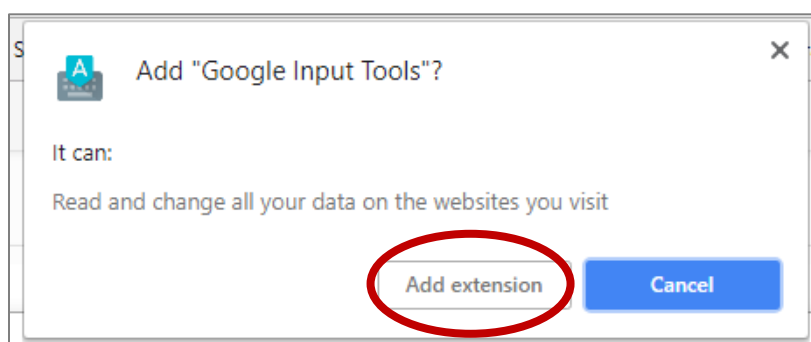 S
A
Add "Google Input Tools"?
It can:
Read and change all your data on the websites you visit
Add extension
Cancel